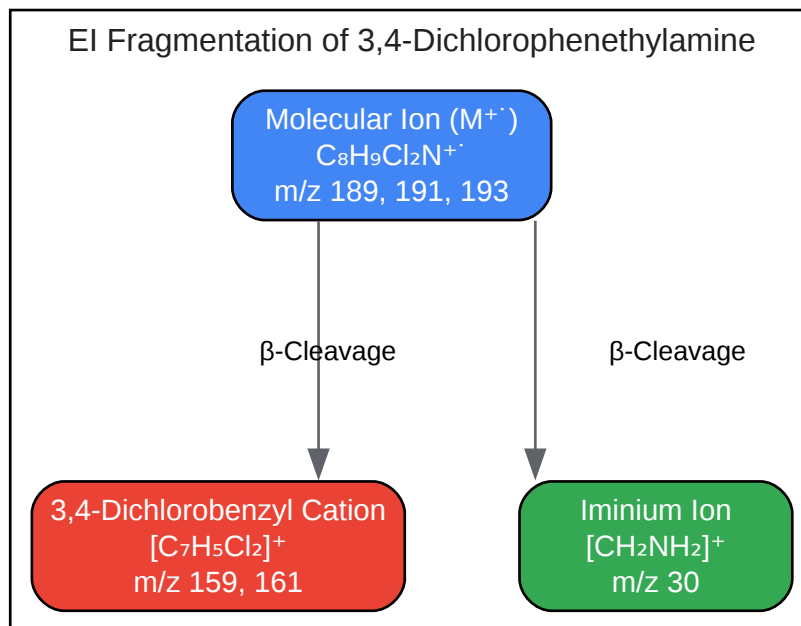 EI Fragmentation of 3,4-Dichlorophenethylamine
Molecular Ion (M⁺˙)
C₈H₉Cl₂N⁺˙
m/z 189, 191, 193
β-Cleavage
β-Cleavage
3,4-Dichlorobenzyl Cation
[C₇H₅Cl₂]⁺
m/z 159, 161
Iminium Ion
[CH₂NH₂]⁺
m/z 30